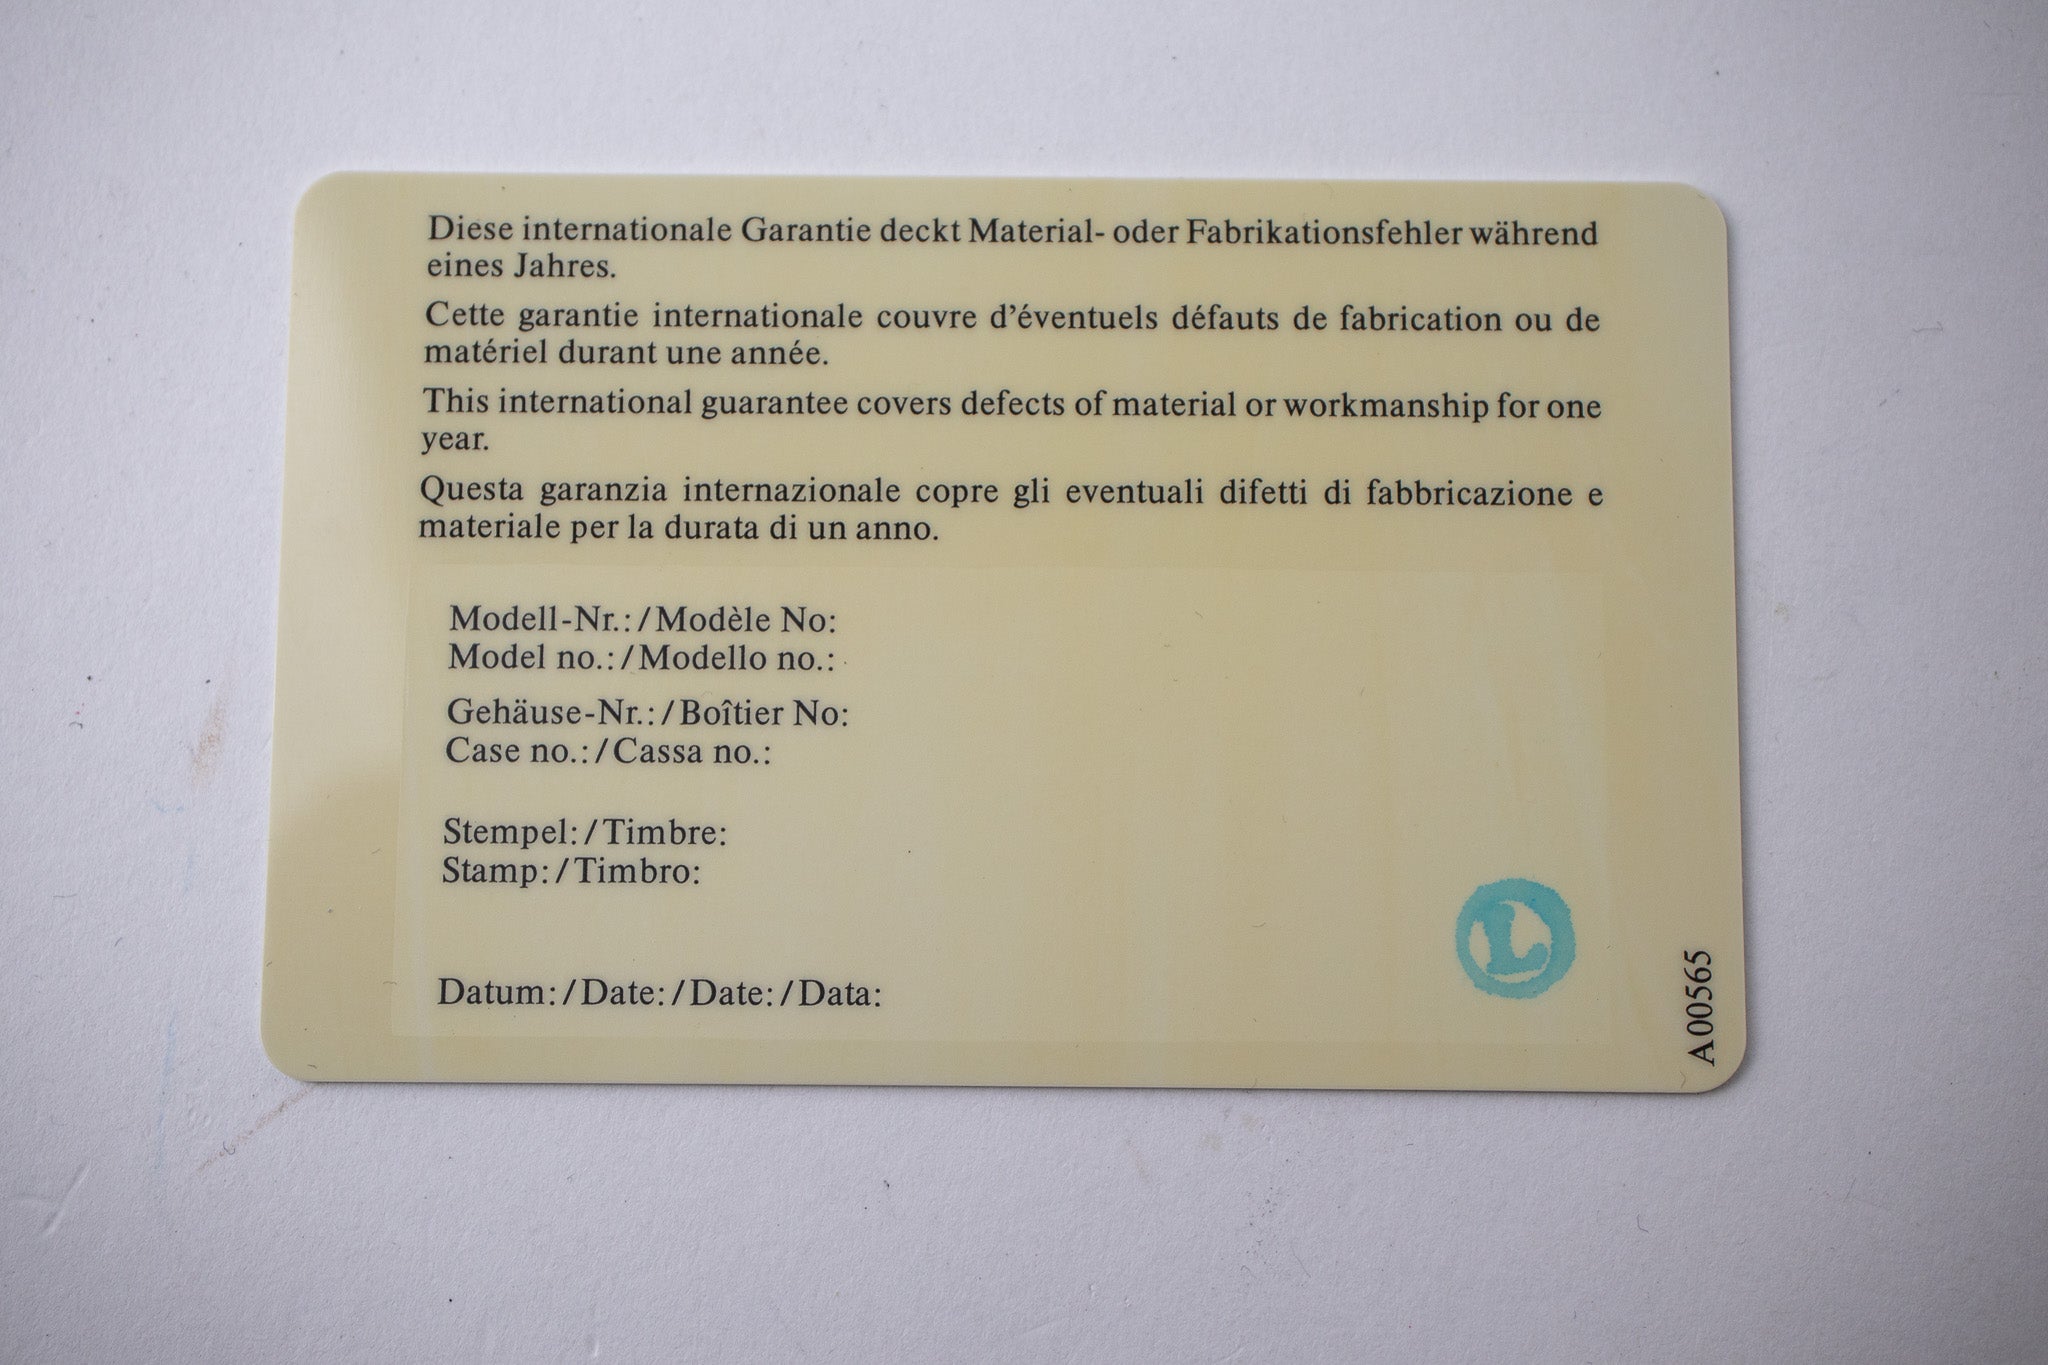 Diese internationale Garantie deckt Material- oder Fabrikationsfehler während
eines Jahres.
Cette garantie internationale couvre d’éventuels défauts de fabrication ou de
matériel durant une année.
This international guarantee covers defects of material or workmanship for one
year.
Questa garanzia internazionale copre gli eventuali difetti di fabbricazione e
materiale per la durata di un anno.
Modell-Nr.:/Modèle No:
Model no.:/Modello no.:
Gehäuse-Nr.:/Boîtier No:
Case no.:/Cassa no.:
Stempel:/Timbre:
Stamp:/Timbro:
L
Datum:/Date:/Date:/Data:
A00565